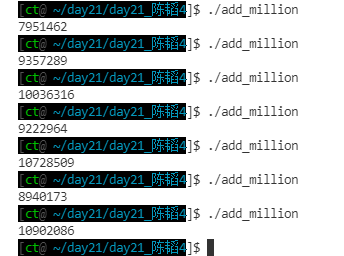 [ct@ ~/day21/day21_陈韬4]$ ./add_million
7951462
[ct@ ~/day21/day21_陈韬4]$ ./add_million
9357289
[ct@ ~/day21/day21_陈韬4]$ ./add_million
10036316
[ct@ ~/day21/day21_陈韬4]$ ./add_million
9222964
[ct@ ~/day21/day21_陈韬4]$ ./add_million
10728509
[ct@ ~/day21/day21_陈韬4]$ ./add_million
8940173
[ct@ ~/day21/day21_陈韬4]$ ./add_million
10902086
[ct@ ~/day21/day21_陈韬4]$